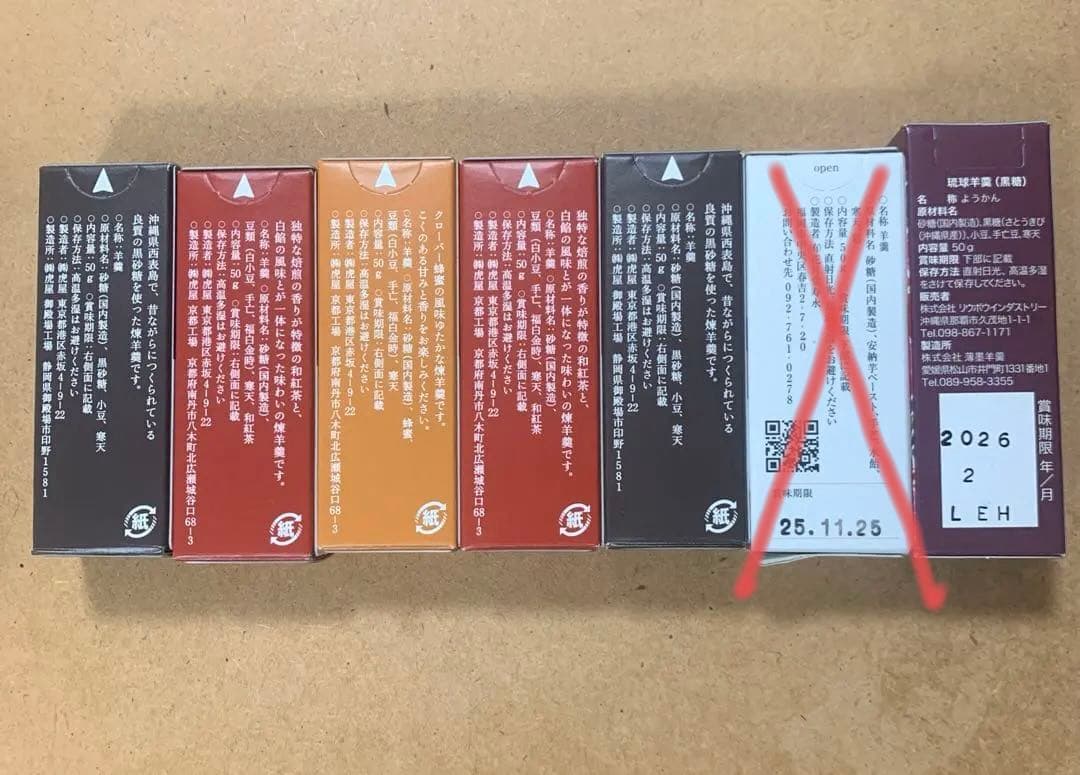 沖縄県西表島で、昔ながらにつくられている
良質の黒砂糖を使った煉羊羹です。
○名称:羊羹
○原材料名:砂糖(国内製造)、黒砂糖、小豆、寒天
○内容量:50g ○賞味期限:右側面に記載
○保存方法:高温多湿はお避けください
○製造者:㈱虎屋 東京都港区赤坂4-9-22
○製造所:㈱虎屋 御殿場工場 静岡県御殿場市印野1581
紙
独特な焙煎の香りが特徴の和紅茶と、
白餡の風味とが一体になった味わいの煉羊羹です。
○名称:羊羹 ○原材料名:砂糖(国内製造)、
豆類(白小豆、手亡、福白金時)、寒天、和紅茶
○内容量:50g ○賞味期限:右側面に記載
○保存方法:高温多湿はお避けください
○製造者:㈱虎屋 東京都港区赤坂4-9-22
○製造所:㈱虎屋 京都工場 京都府南丹市八木町北広瀬城谷口68-3
紙
クローバー蜂蜜の風味ゆたかな煉羊羹です。
こくのある甘みと香りをお楽しみください。
○名称:羊羹 ○原材料名:砂糖(国内製造)、蜂蜜、
豆類(白小豆、手亡、福白金時)、寒天
○内容量:50g ○賞味期限:右側面に記載
○保存方法:高温多湿はお避けください
○製造者:㈱虎屋 東京都港区赤坂4-9-22
○製造所:㈱虎屋 京都工場 京都府南丹市八木町北広瀬城谷口68-3
紙
独特な焙煎の香りが特徴の和紅茶と、
白餡の風味とが一体になった味わいの煉羊羹です。
○名称:羊羹 ○原材料名:砂糖(国内製造)、
豆類(白小豆、手亡、福白金時)、寒天、和紅茶
○内容量:50g ○賞味期限:右側面に記載
○保存方法:高温多湿はお避けください
○製造者:㈱虎屋 東京都港区赤坂4-9-22
○製造所:㈱虎屋 京都工場 京都府南丹市八木町北広瀬城谷口68-3
紙
沖縄県西表島で、昔ながらにつくられている
良質の黒砂糖を使った煉羊羹です。
○名称:羊羹
○原材料名:砂糖(国内製造)、黒砂糖、小豆、寒天
○内容量:50g ○賞味期限:右側面に記載
○保存方法:高温多湿はお避けください
○製造者:㈱虎屋 東京都港区赤坂4-9-22
○製造所:㈱虎屋 御殿場工場 静岡県御殿場市印野1581
紙
open
○名称 羊羹
原材料名 砂糖(国内製造)、安納芋ペースト、水飴、
寒天
○内容量 50g
○保存方法 直射日光 お避けください
○製造者
区春吉2-7-20
お問い合わせ先 092-761-0278
賞味期限
25.11.25
琉球羊羹(黒糖)
名 称 ようかん
原材料名
砂糖(国内製造)、黒糖(さとうきび
(沖縄県産))、小豆、手亡豆、寒天
内容量 50g
賞味期限 下部に記載
保存方法 直射日光、高温多湿
をさけて保存してください。
販売者
株式会社 リウボウインダストリー
沖縄県那覇市久茂地1-1-1
Tel.098-867-1171
製造所
株式会社 薄墨羊羹
愛媛県松山市井門町1331番地1
Tel.089-958-3355
賞味期限 年/月
2026
2
LEH